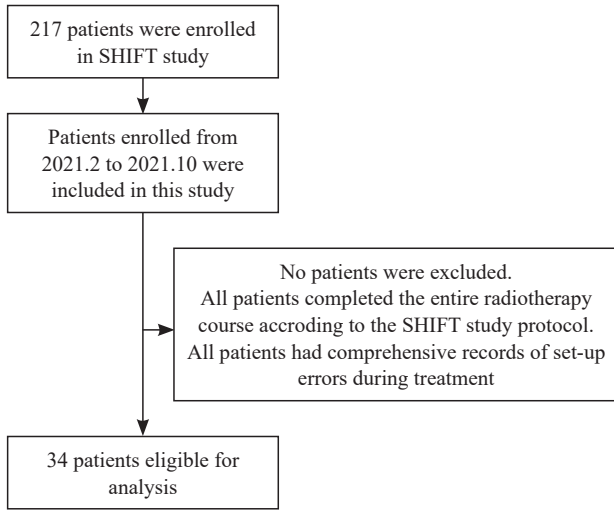 217 patients were enrolled
in SHIFT study
Patients enrolled from
2021.2 to 2021.10 were
included in this study
No patients were excluded.
All patients completed the entire radiotherapy
course accroding to the SHIFT study protocol.
All patients had comprehensive records of set-up
errors during treatment
34 patients eligible for
analysis